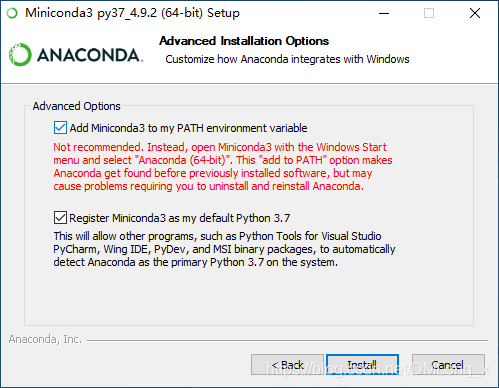 Miniconda3 py37_4.9.2 (64-bit) Setup
ANACONDA.
Advanced Installation Options
Customize how Anaconda integrates with Windows
Advanced Options
Add Miniconda3 to my PATH environment variable
Not recommended. Instead, open Miniconda3 with the Windows Start
menu and select "Anaconda (64-bit)". This "add to PATH" option makes
Anaconda get found before previously installed software, but may
cause problems requiring you to uninstall and reinstall Anaconda.
Register Miniconda3 as my default Python 3.7
This will allow other programs, such as Python Tools for Visual Studio
PyCharm, Wing IDE, PyDev, and MSI binary packages, to automatically
detect Anaconda as the primary Python 3.7 on the system.
Anaconda, Inc.
< Back Install Cancel